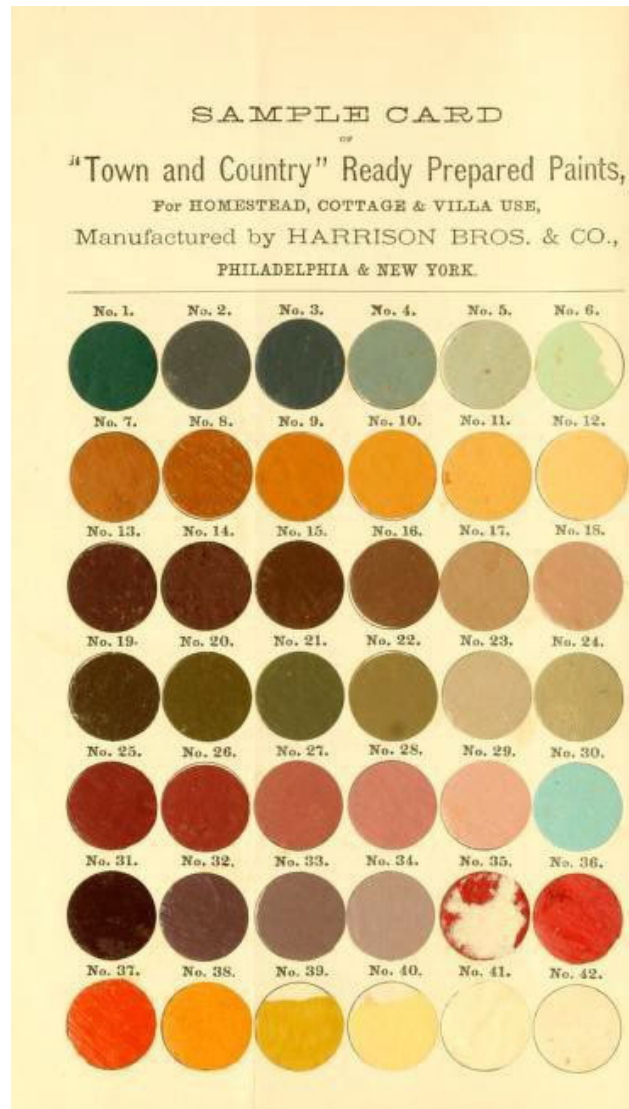 SAMPLE CARD
OF
"Town and Country" Ready Prepared Paints,
For HOMESTEAD, COTTAGE & VILLA USE,
Manufactured by HARRISON BROS. & CO.,
PHILADELPHIA & NEW YORK.
No. 1. No. 2. No. 3. No. 4. No. 5. No. 6.
No. 7. No. 8. No. 9. No. 10. No. 11. No. 12.
No. 13. No. 14. No. 15. No. 16. No. 17. No. 18.
No. 19. No. 20. No. 21. No. 22. No. 23. No. 24.
No. 25. No. 26. No. 27. No. 28. No. 29. No. 30.
No. 31. No. 32. No. 33. No. 34. No. 35. No. 36.
No. 37. No. 38. No. 39. No. 40. No. 41. No. 42.